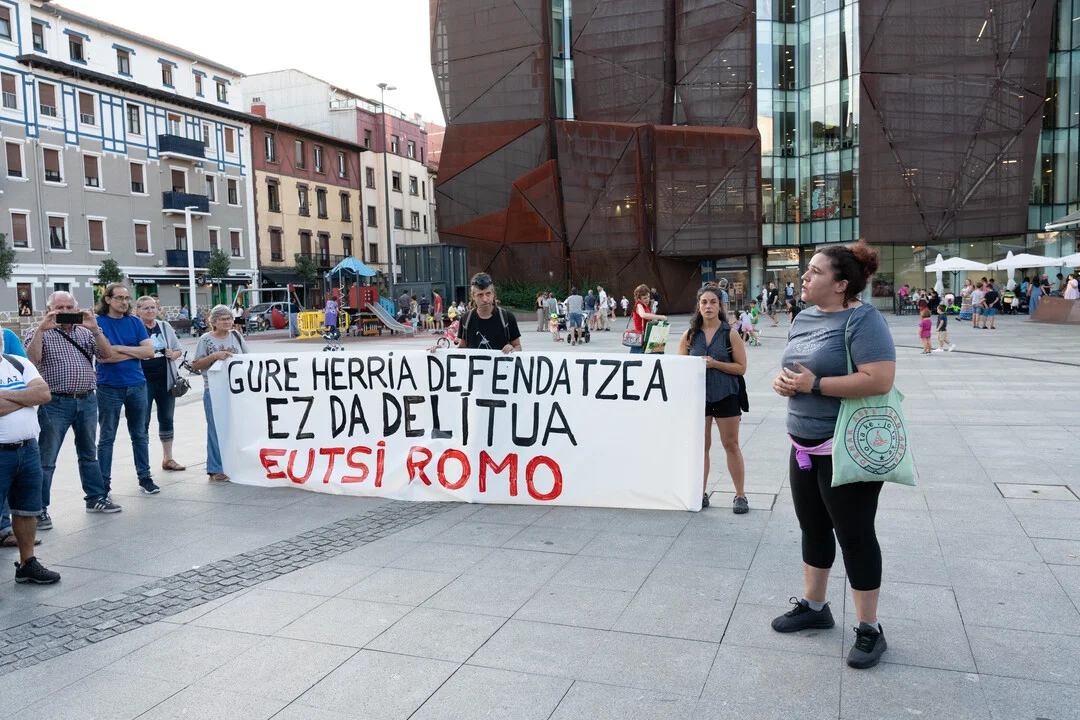 GURE HERRIA DEFENDATZEA
EZ DA DELITUA
EUTSI ROMO